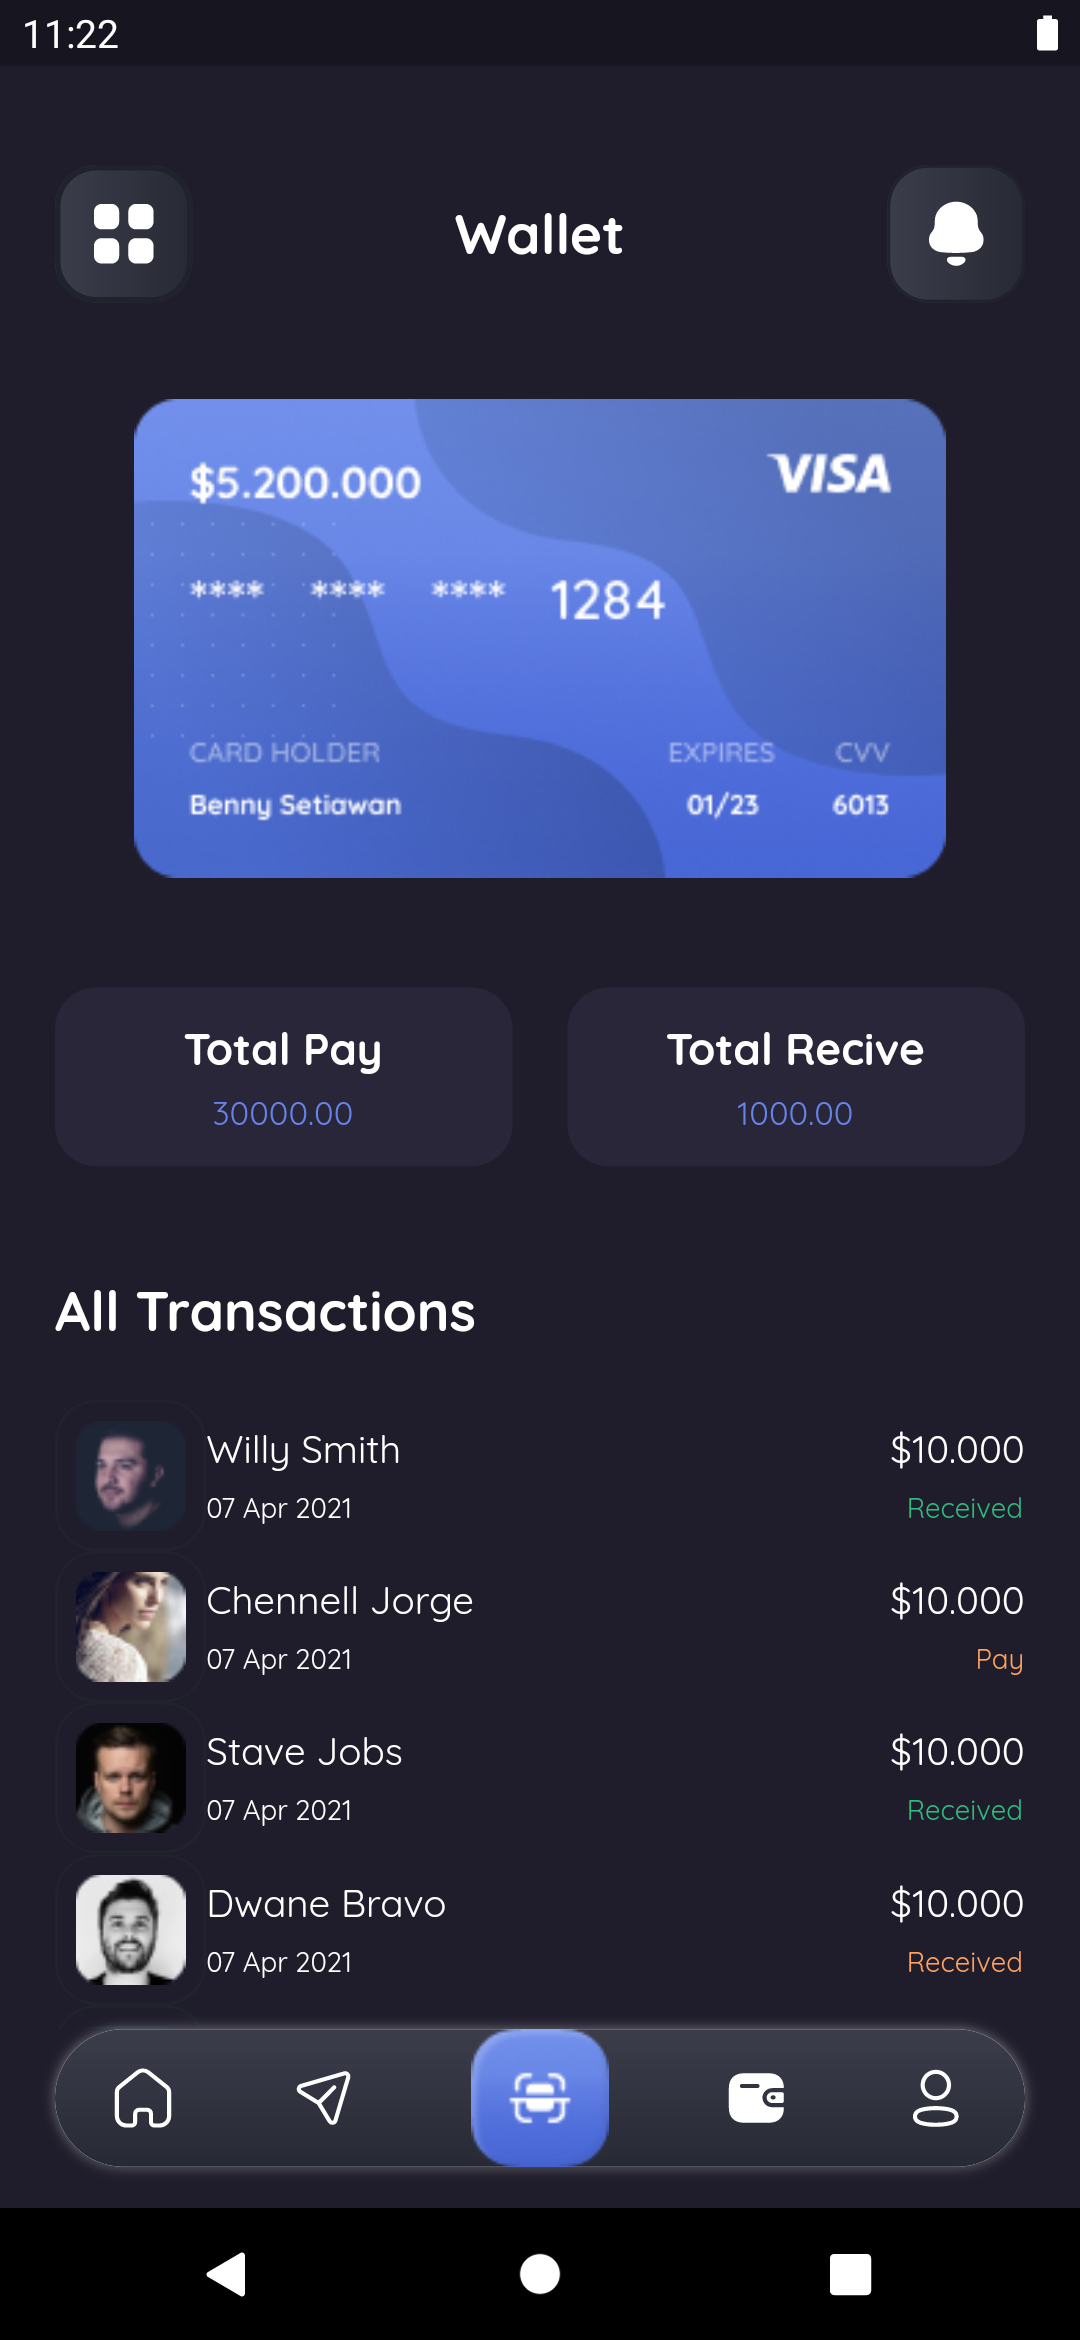 11:22
Wallet
$5.200.000
VISA
**** **** **** 1284
CARD HOLDER EXPIRES CVV
Benny Setiawan 01/23 6013
Total Pay
30000.00
Total Recive
1000.00
All Transactions
Willy Smith $10.000
07 Apr 2021 Received
Chennell Jorge $10.000
07 Apr 2021 Pay
Stave Jobs $10.000
07 Apr 2021 Received
Dwane Bravo $10.000
07 Apr 2021 Received